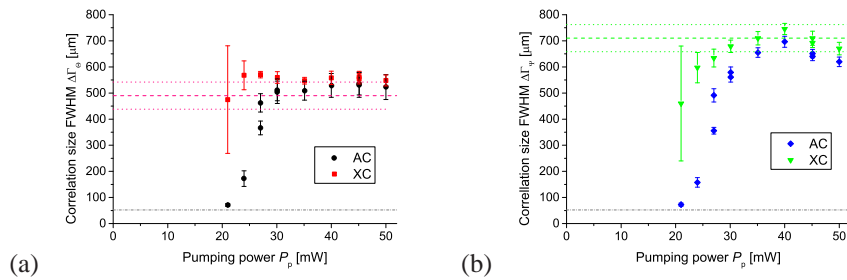 800
700
600
500
400
300
200
100
0
Correlation size FWHM ΔΓΘ [μm]
AC
XC
0 10 20 30 40 50
Pumping power Pp [mW]
(a)
800
700
600
500
400
300
200
100
0
Correllation size FWHM ΔΓΨ [μm]
AC
XC
0 10 20 30 40 50
Pumping power Pp [mW]
(b)